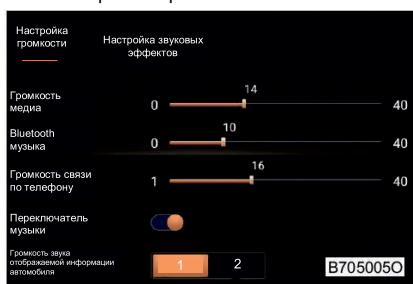 Настройка
громкости
Настройка звуковых
эффектов
Громкость
медиа
0
14
40
Bluetooth
музыка
0
10
40
Громкость связи
по телефону
1
16
40
Переключатель
музыки
Громкость звука
отображаемой информации
автомобиля
1
2
B705005O